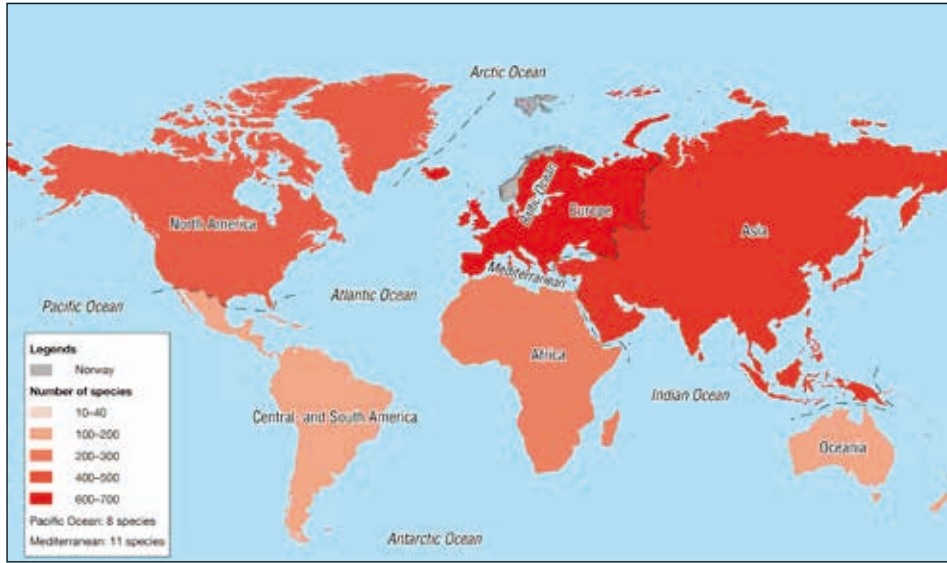 Arctic Ocean
North America
Baltic Ocean
Europe
Asia
Mediterranean
Pacific Ocean
Atlantic Ocean
Africa
Indian Ocean
Central- and South America
Oceania
Antarctic Ocean
Legends
Norway
Number of species
10–40
100–200
200–300
400–500
600–700
Pacific Ocean: 8 species
Mediterranean: 11 species